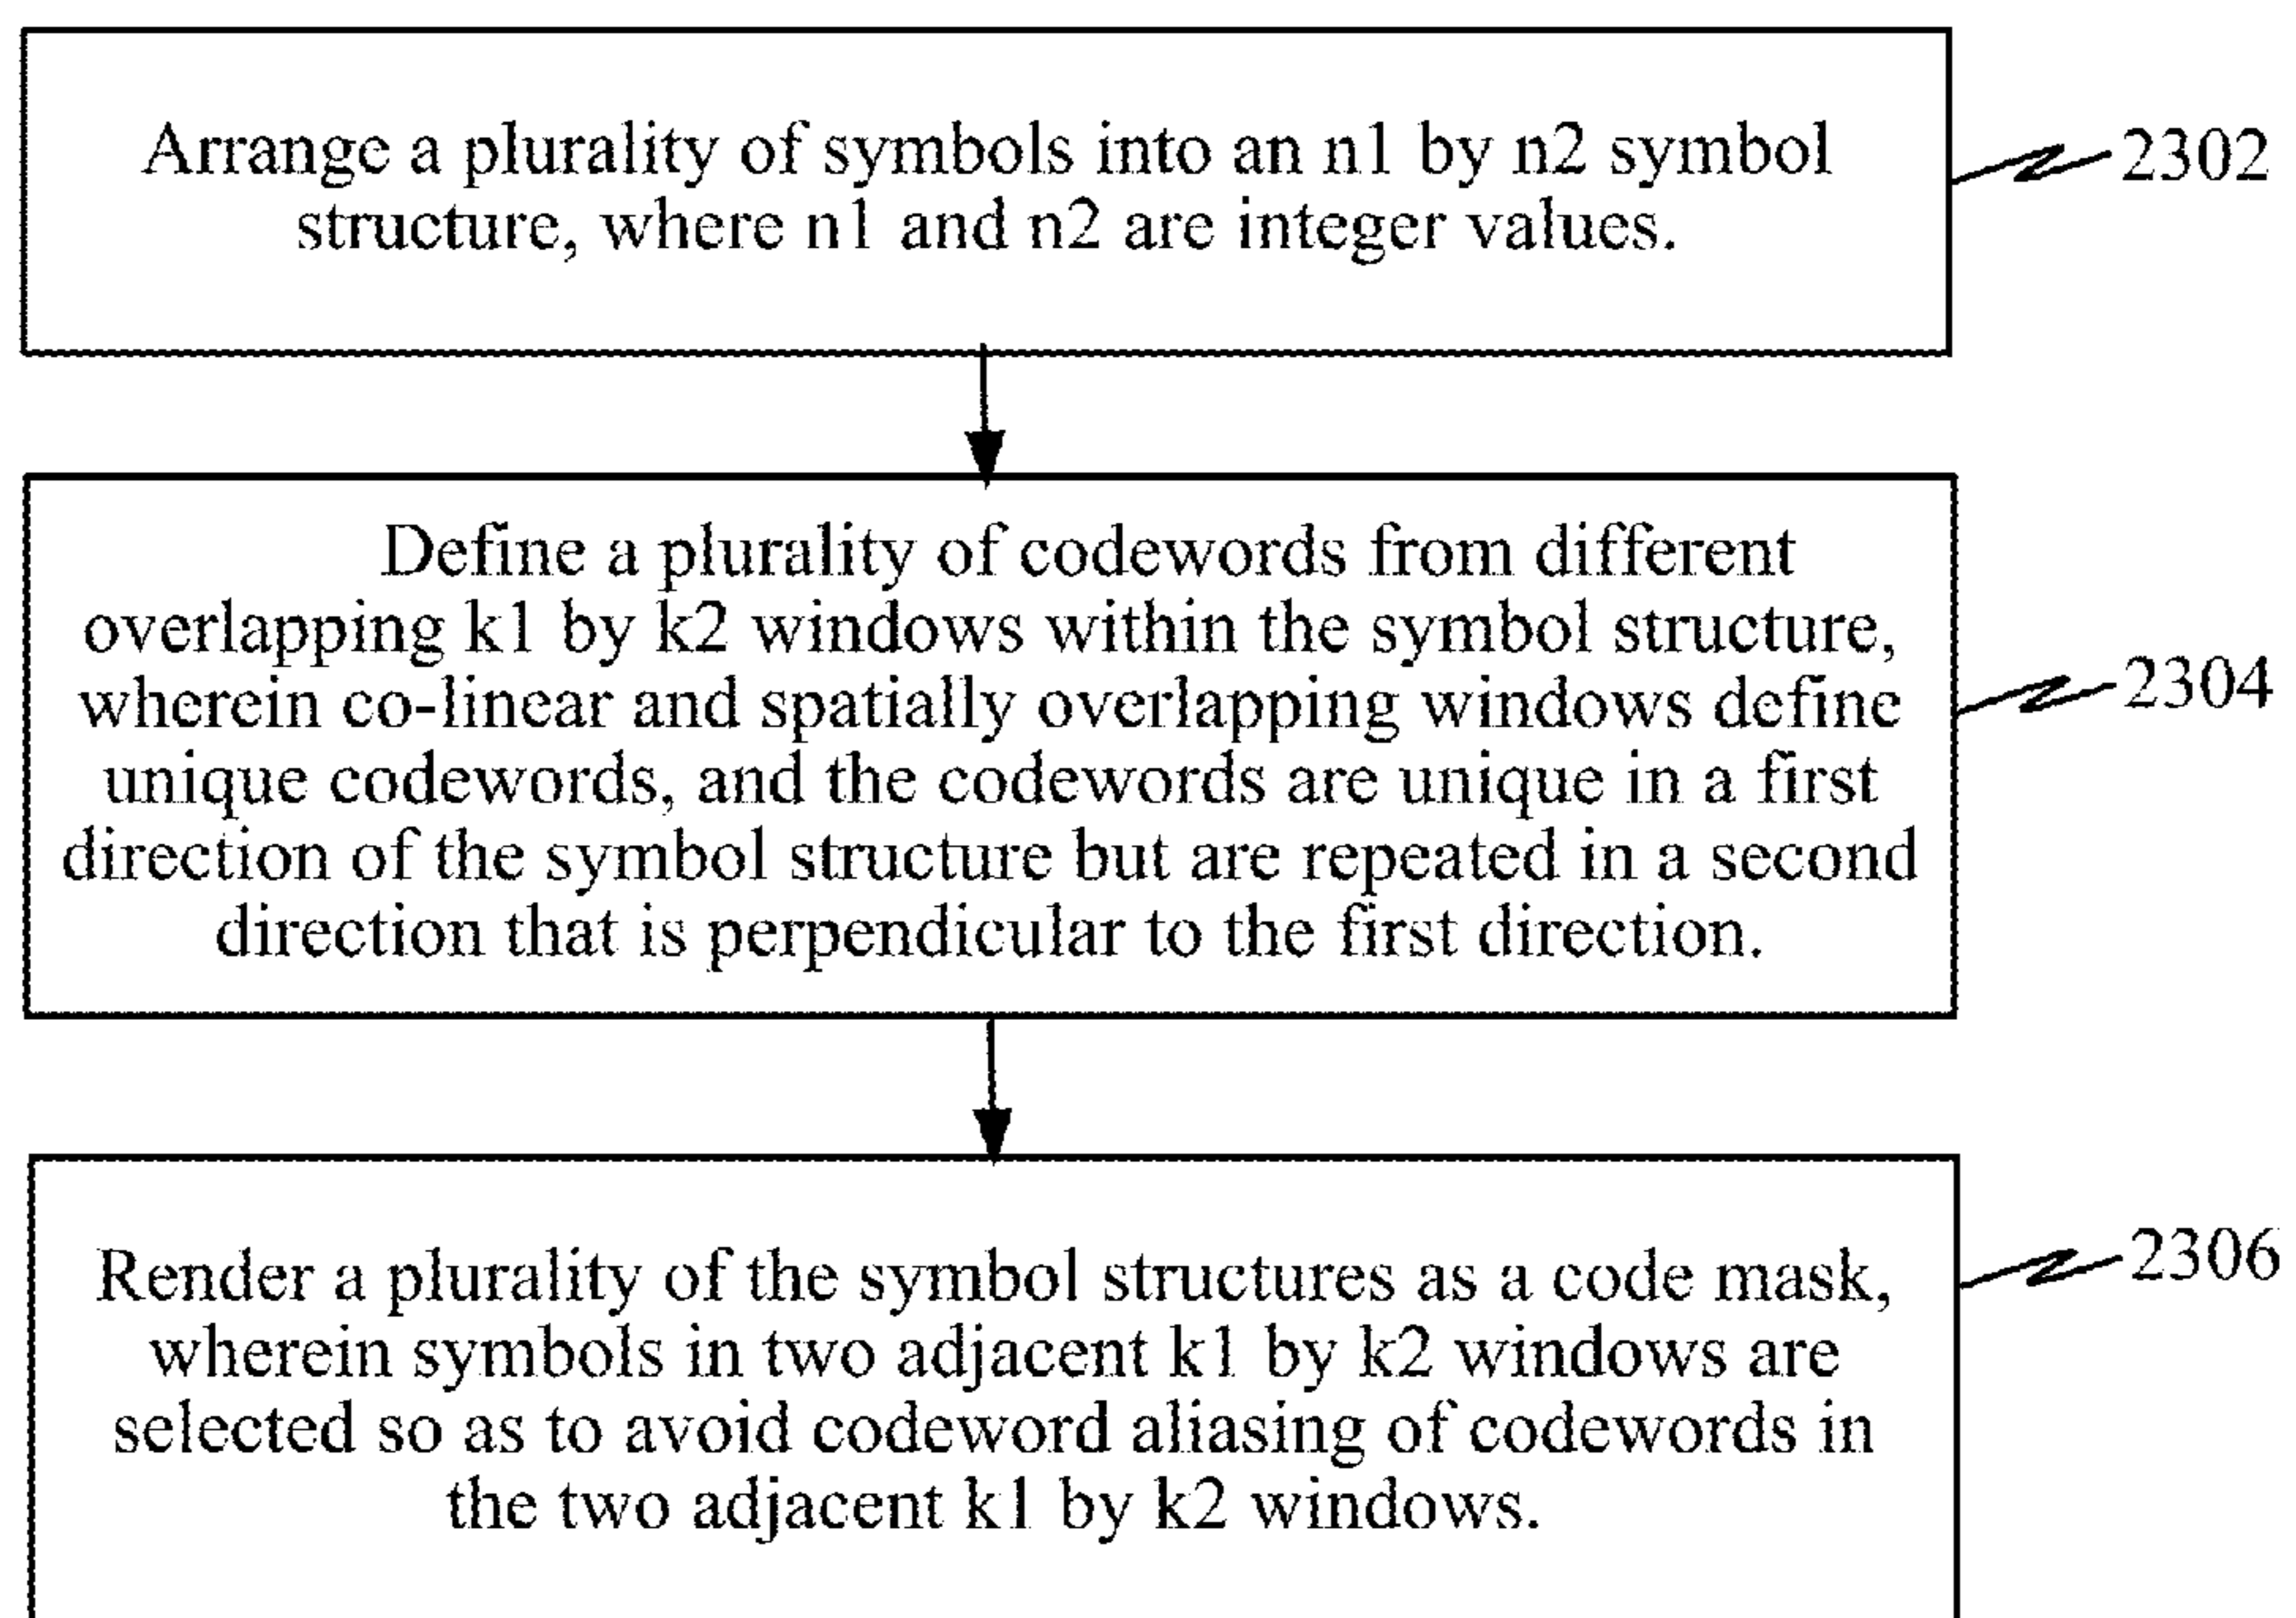 Arrange a plurality of symbols into an n1 by n2 symbol
structure, where n1 and n2 are integer values.
2302
Define a plurality of codewords from different
overlapping k1 by k2 windows within the symbol structure,
wherein co-linear and spatially overlapping windows define
unique codewords, and the codewords are unique in a first
direction of the symbol structure but are repeated in a second
direction that is perpendicular to the first direction.
2304
Render a plurality of the symbol structures as a code mask,
wherein symbols in two adjacent k1 by k2 windows are
selected so as to avoid codeword aliasing of codewords in
the two adjacent k1 by k2 windows.
2306